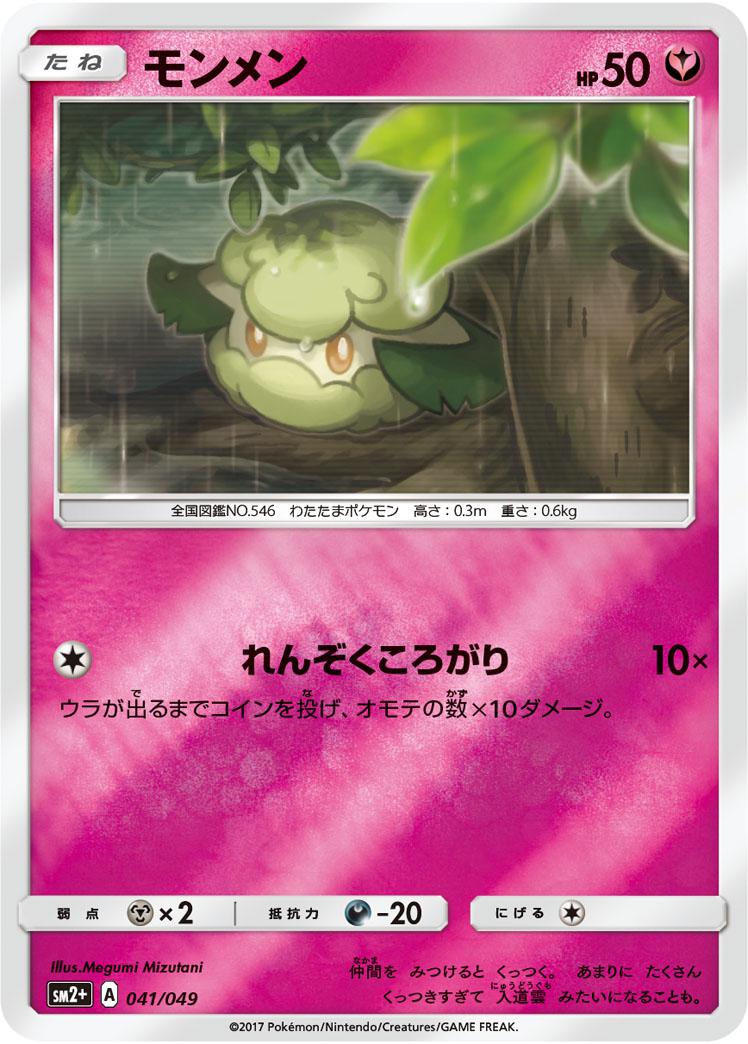 たね モンメン HP50
全国図鑑NO.546 わたたまポケモン 高さ:0.3m 重さ:0.6kg
れんぞくころがり 10×
ウラが出るまでコインを投げ、オモテの数×10ダメージ。
弱点 ×2 抵抗力 -20 にげる
Illus.Megumi Mizutani
仲間を みつけると くっつく。 あまりに たくさん
くっつきすぎて 入道雲 みたいになることも。
SM2+ A 041/049
©2017 Pokémon/Nintendo/Creatures/GAME FREAK.